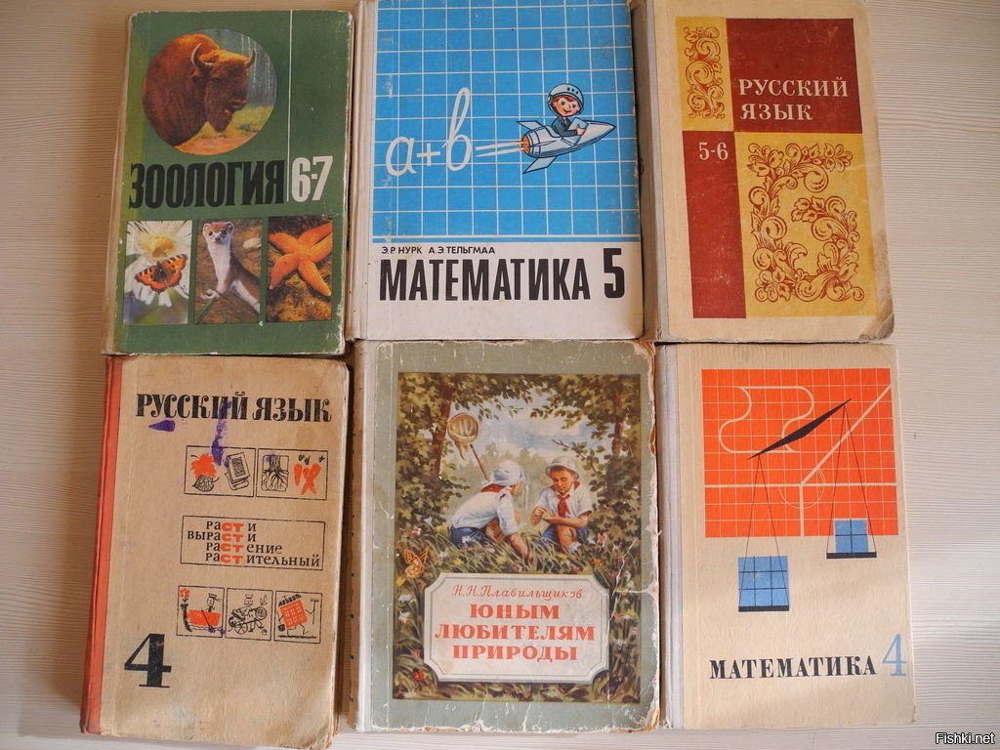 ЗООЛОГИЯ 6-7
a+b
Э.Р. НУРК А.Э. ТЕЛЬГМАА
МАТЕМАТИКА 5
РУССКИЙ
ЯЗЫК
5-6
РУССКИЙ ЯЗЫК
расти
вырасти
растение
растительный
4
Н.Н.Плавильщиков
ЮНЫМ
ЛЮБИТЕЛЯМ
ПРИРОДЫ
МАТЕМАТИКА 4
Fishki.net